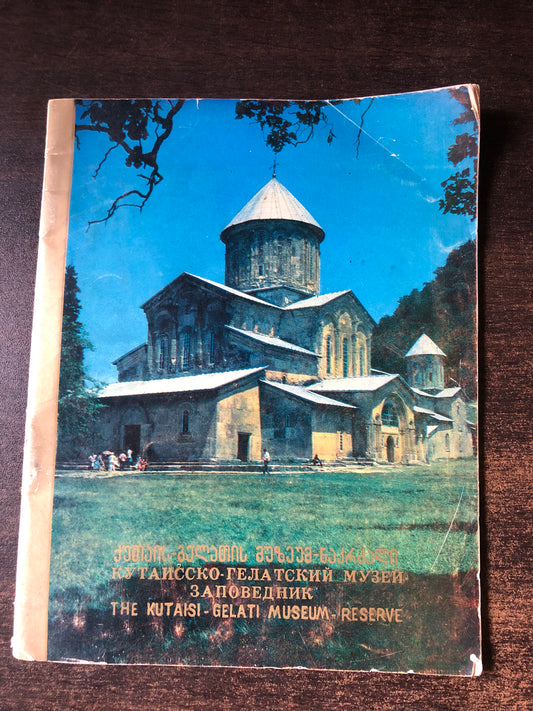 ქუთაის-გელათის მუზეუმ-ნაკრძალი
КУТАИССКО-ГЕЛАТСКИЙ МУЗЕЙ
ЗАПОВЕДНИК
THE KUTAISI-GELATI MUSEUM-RESERVE